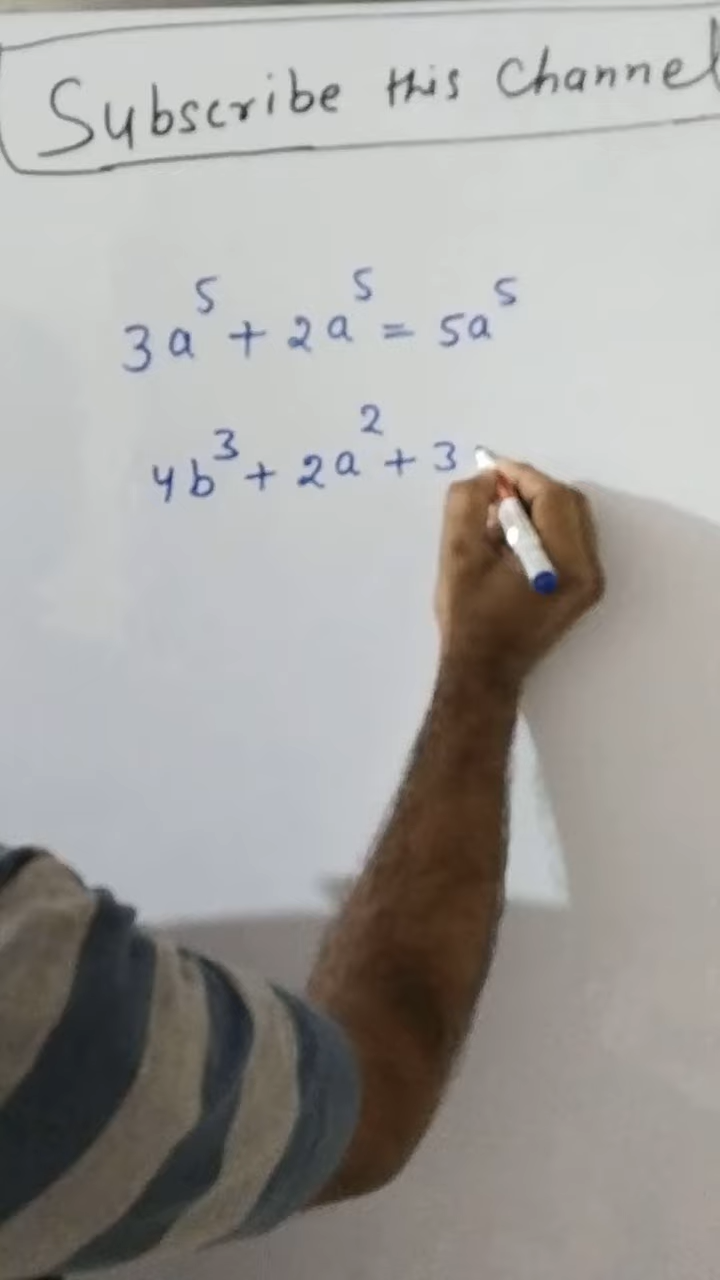 Subscribe this Channel
3a⁵ + 2a⁵ = 5a⁵
4b³ + 2a² + 3